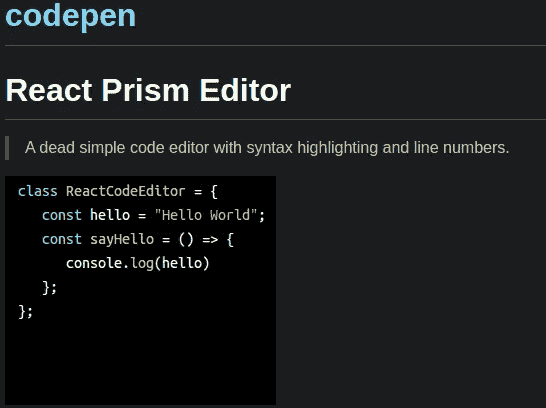 codepen
React Prism Editor
A dead simple code editor with syntax highlighting and line numbers.
class ReactCodeEditor = {
   const hello = "Hello World";
   const sayHello = () => {
      console.log(hello)
   };
};